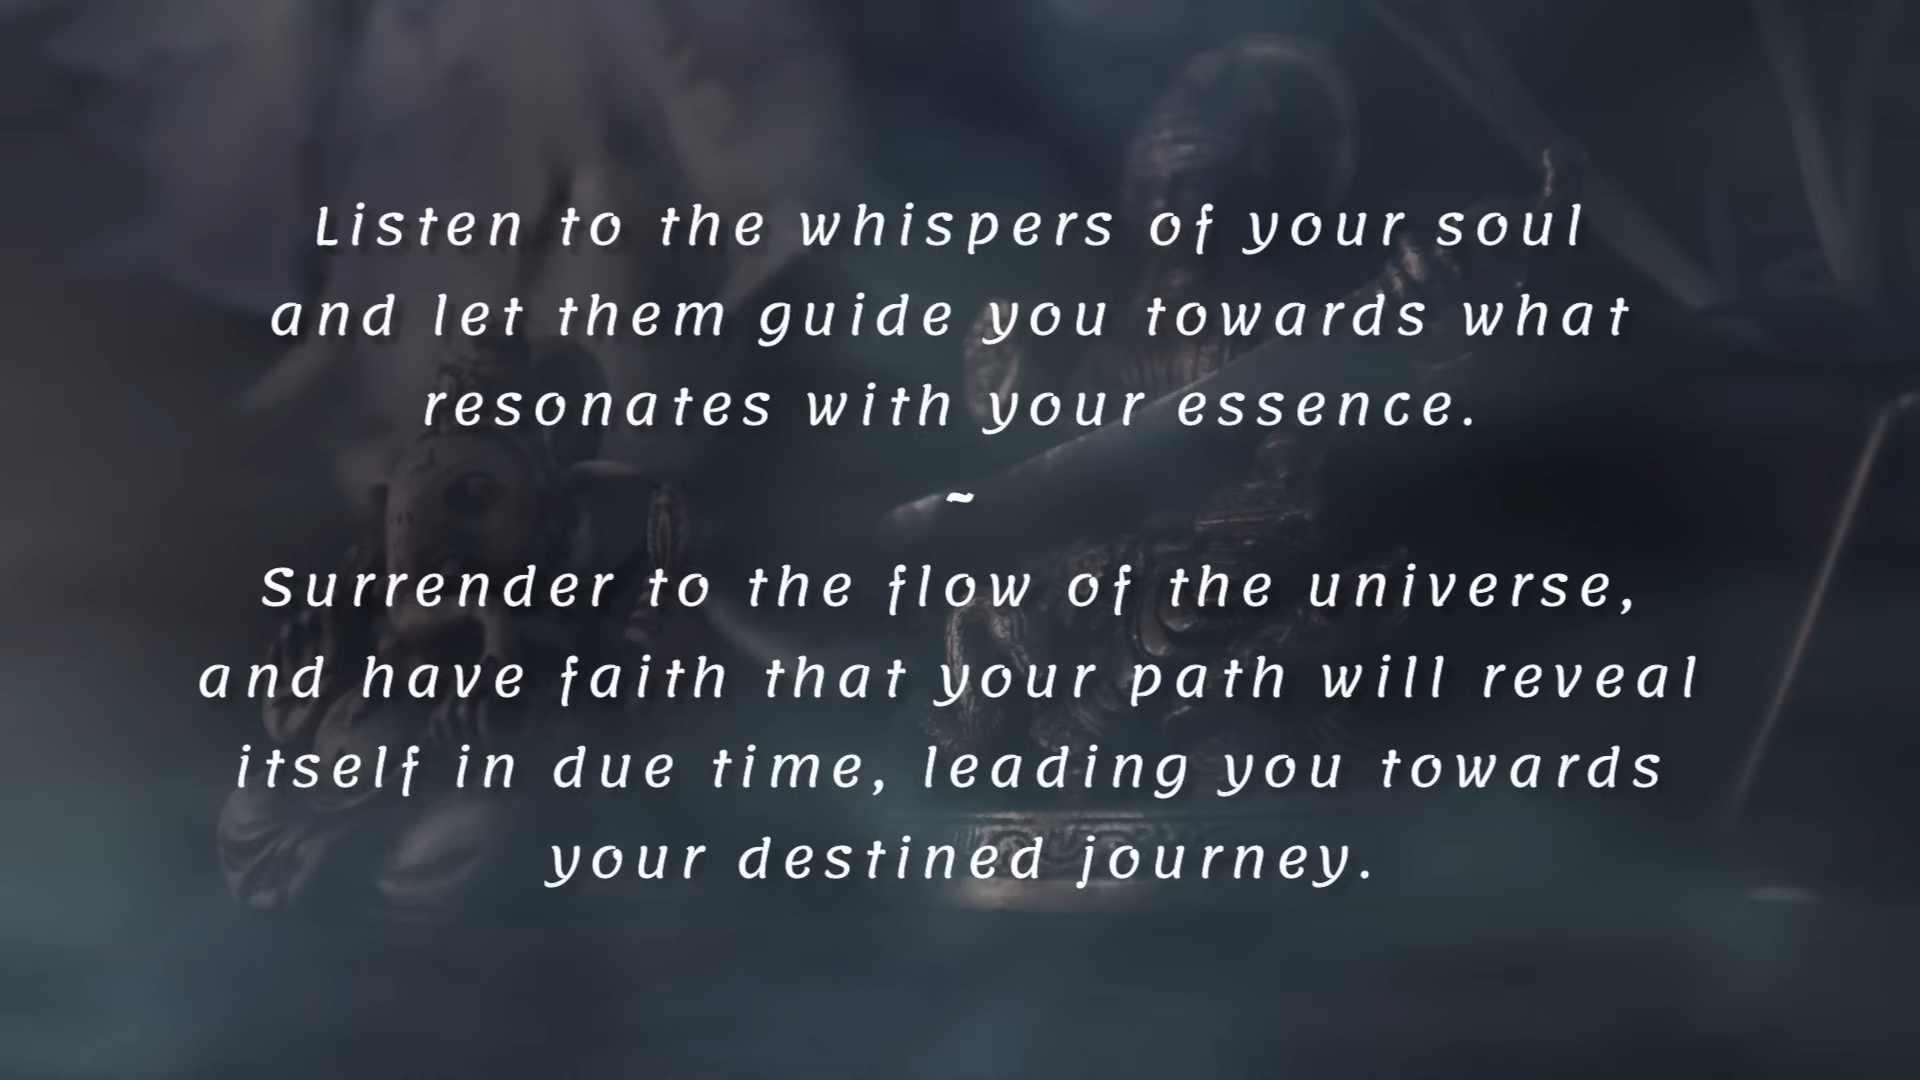 Listen to the whispers of your soul
and let them guide you towards what
resonates with your essence.
~
Surrender to the flow of the universe,
and have faith that your path will reveal
itself in due time, leading you towards
your destined journey.